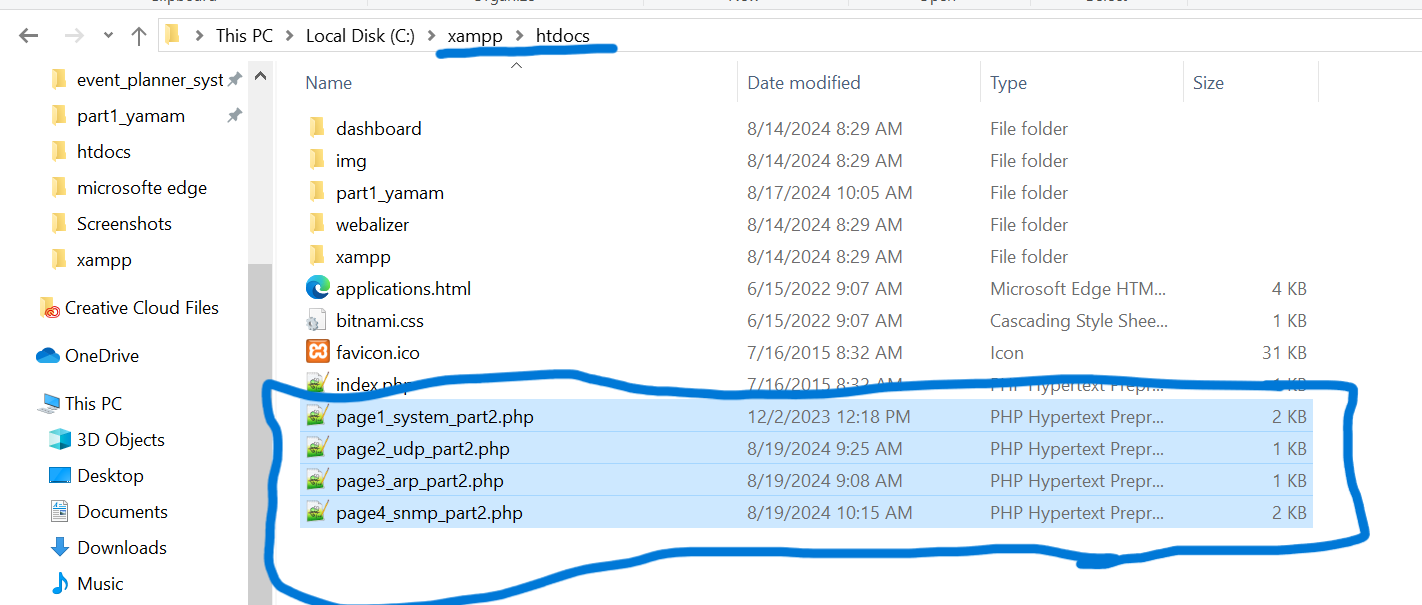 Clipboard Organize New Open Select
This PC > Local Disk (C:) > xampp > htdocs
event_planner_syst
part1_yamam
htdocs
microsofte edge
Screenshots
xampp
Creative Cloud Files
OneDrive
This PC
3D Objects
Desktop
Documents
Downloads
Music
Name Date modified Type Size
dashboard 8/14/2024 8:29 AM File folder
img 8/14/2024 8:29 AM File folder
part1_yamam 8/17/2024 10:05 AM File folder
webalizer 8/14/2024 8:29 AM File folder
xampp 8/14/2024 8:29 AM File folder
applications.html 6/15/2022 9:07 AM Microsoft Edge HTM... 4 KB
bitnami.css 6/15/2022 9:07 AM Cascading Style Shee... 1 KB
favicon.ico 7/16/2015 8:32 AM Icon 31 KB
index.php 7/16/2015 8:32 AM PHP Hypertext Prepr... 1 KB
page1_system_part2.php 12/2/2023 12:18 PM PHP Hypertext Prepr... 2 KB
page2_udp_part2.php 8/19/2024 9:25 AM PHP Hypertext Prepr... 1 KB
page3_arp_part2.php 8/19/2024 9:08 AM PHP Hypertext Prepr... 1 KB
page4_snmp_part2.php 8/19/2024 10:15 AM PHP Hypertext Prepr... 2 KB